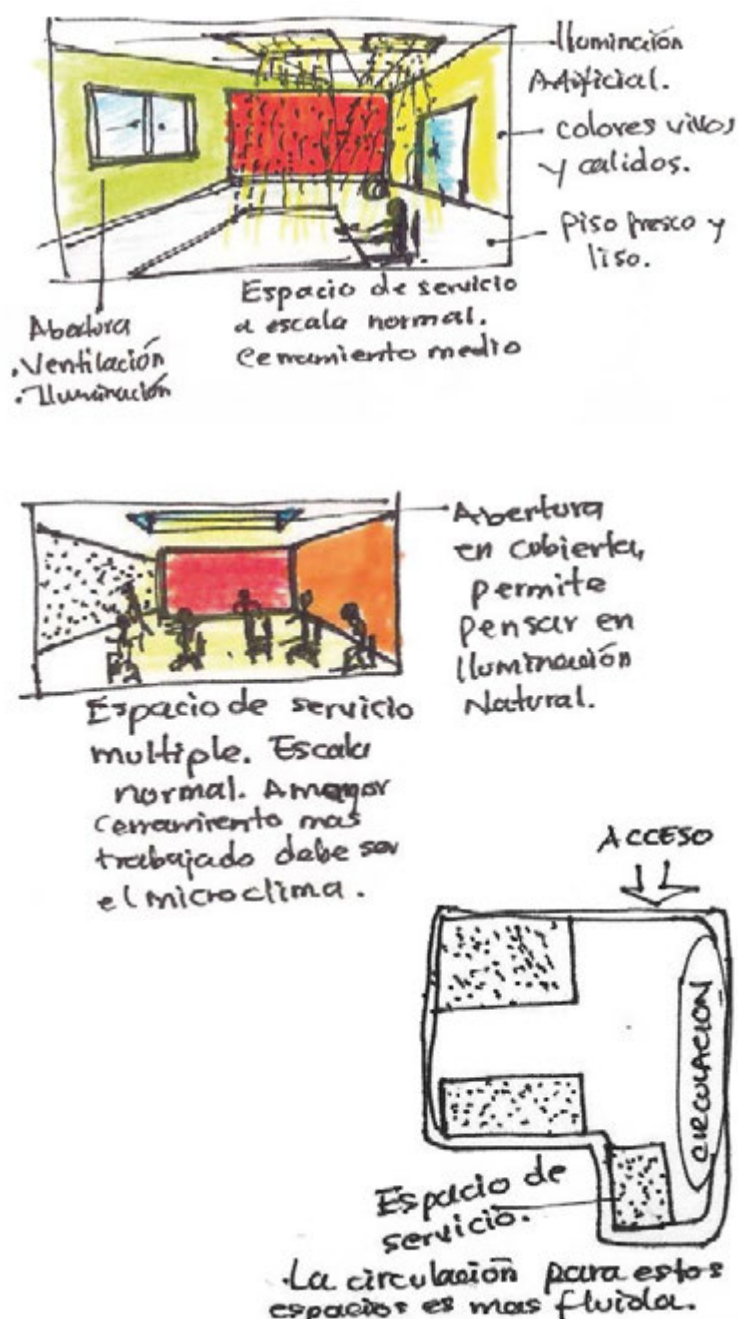 Iluminación
Artificial.
colores vivos
y calidos.
Piso fresco y
liso.
Espacio de servicio
a escala normal.
Cerramiento medio
Abertura
.Ventilación
.Iluminación
Abertura
en cubierta,
permite
pensar en
Iluminación
Natural.
Espacio de servicio
multiple. Escala
normal. A mayor
Cerramiento mas
trabajado debe ser
el microclima.
ACCESO
CIRCULACION
Espacio de
servicio.
.La circulación para estos
espacios es mas fluida.